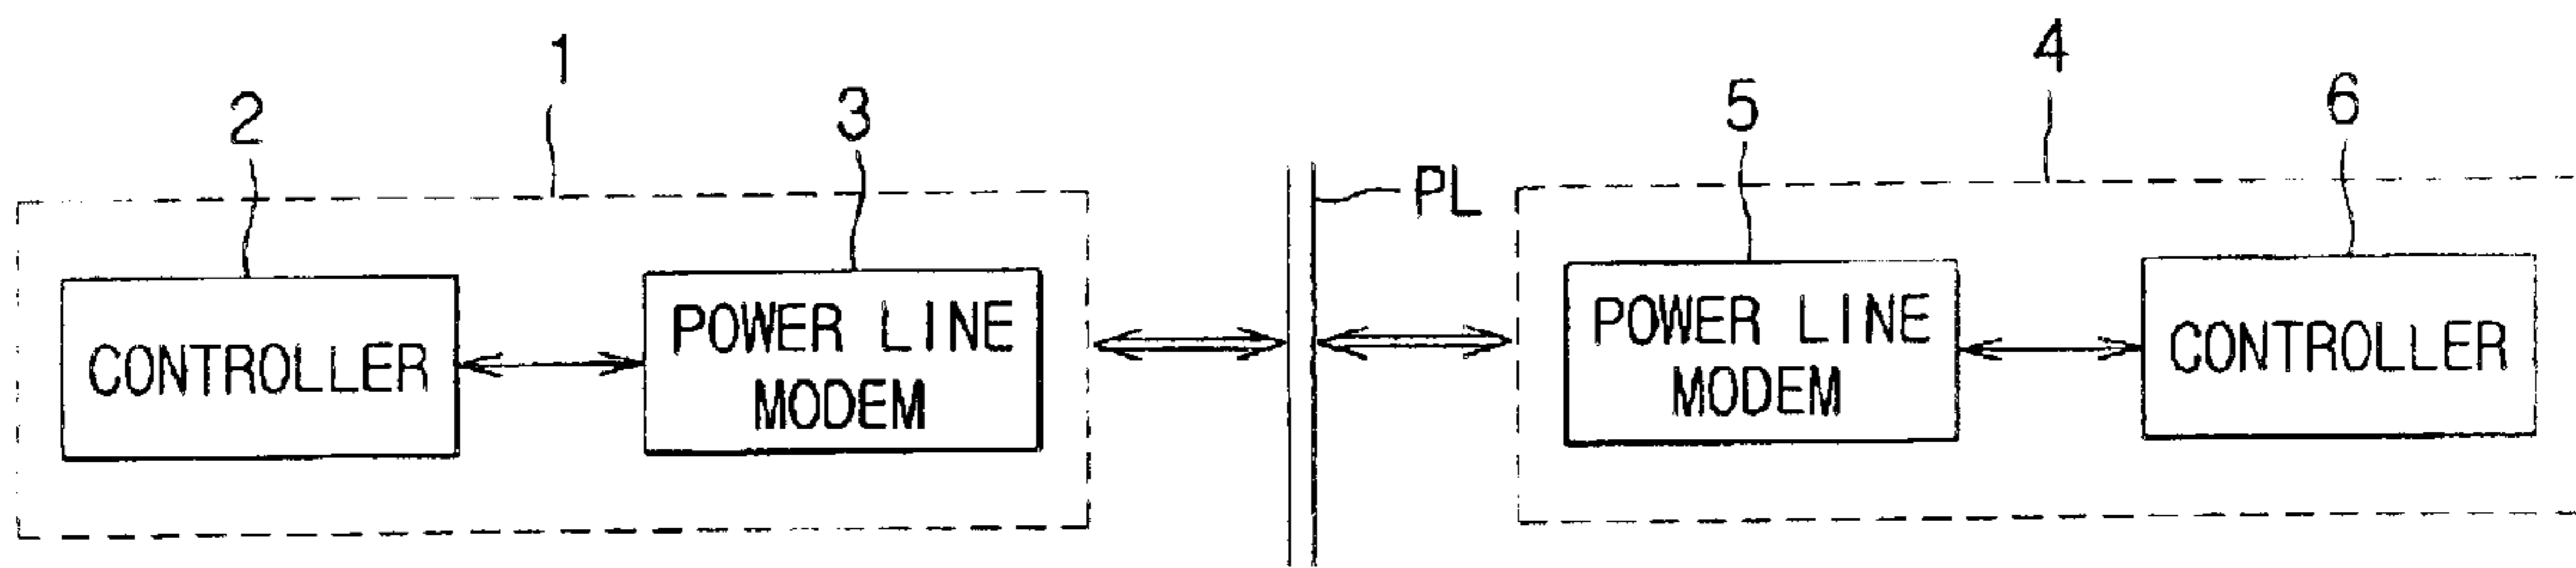 1
4
2
3
5
6
PL
CONTROLLER
POWER LINE
MODEM
POWER LINE
MODEM
CONTROLLER